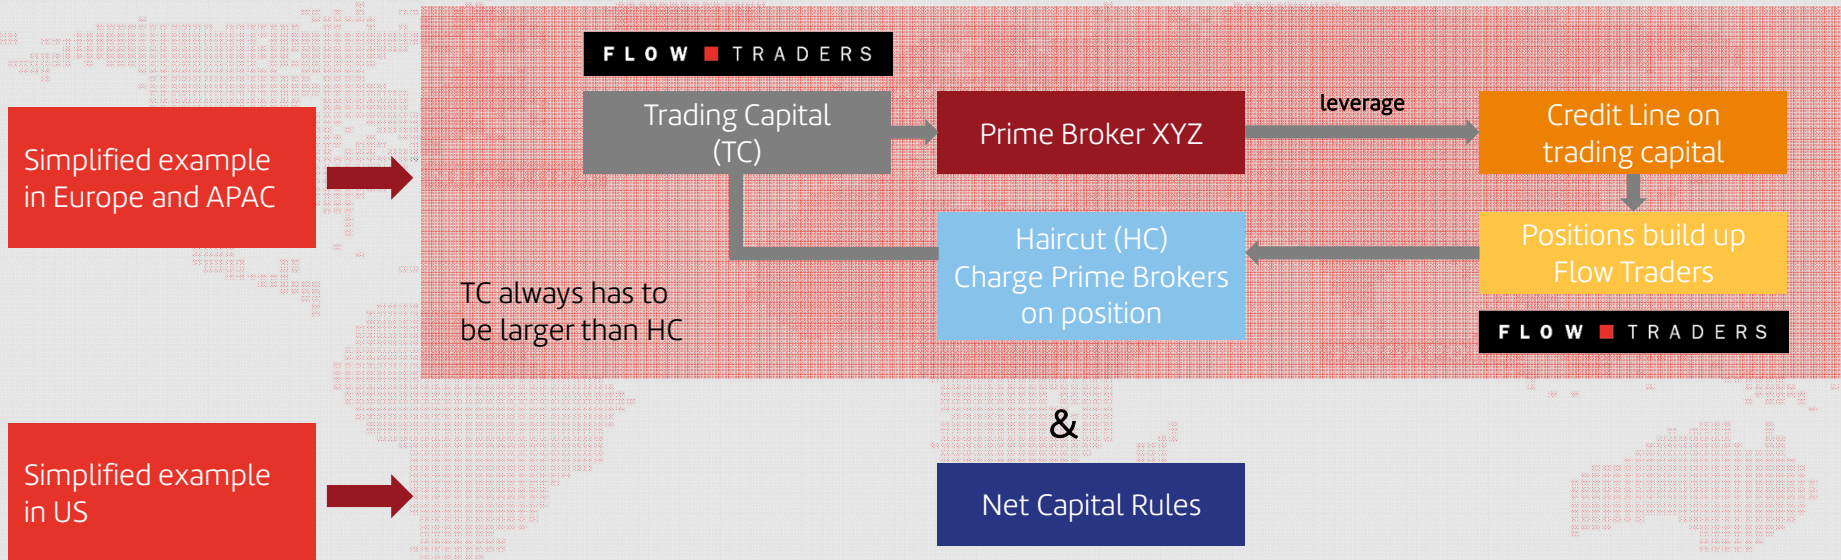 FLOW TRADERS
Simplified example
in Europe and APAC
Trading Capital
(TC)
Prime Broker XYZ
leverage
Credit Line on
trading capital
Haircut (HC)
Charge Prime Brokers
on position
Positions build up
Flow Traders
TC always has to
be larger than HC
FLOW TRADERS
&
Simplified example
in US
Net Capital Rules